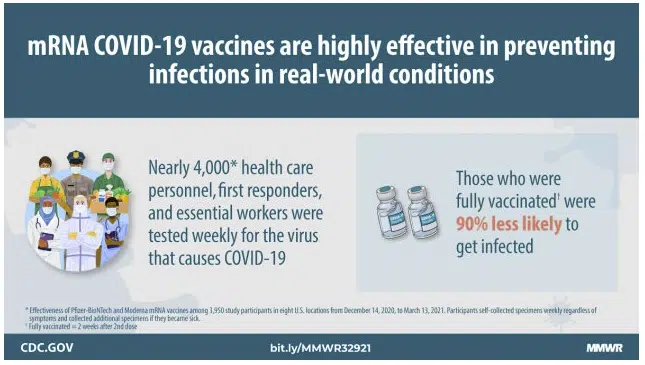 mRNA COVID-19 vaccines are highly effective in preventing
infections in real-world conditions
Nearly 4,000* health care
personnel, first responders,
and essential workers were
tested weekly for the virus
that causes COVID-19
Those who were
fully vaccinated† were
90% less likely to
get infected
* Effectiveness of Pfizer-BioNTech and Moderna mRNA vaccines among 3,950 study participants in eight U.S. locations from December 14, 2020, to March 13, 2021. Participants self-collected specimens weekly regardless of
symptoms and collected additional specimens if they became sick.
† Fully vaccinated = 2 weeks after 2nd dose
CDC.GOV
bit.ly/MMWR32921
MMWR